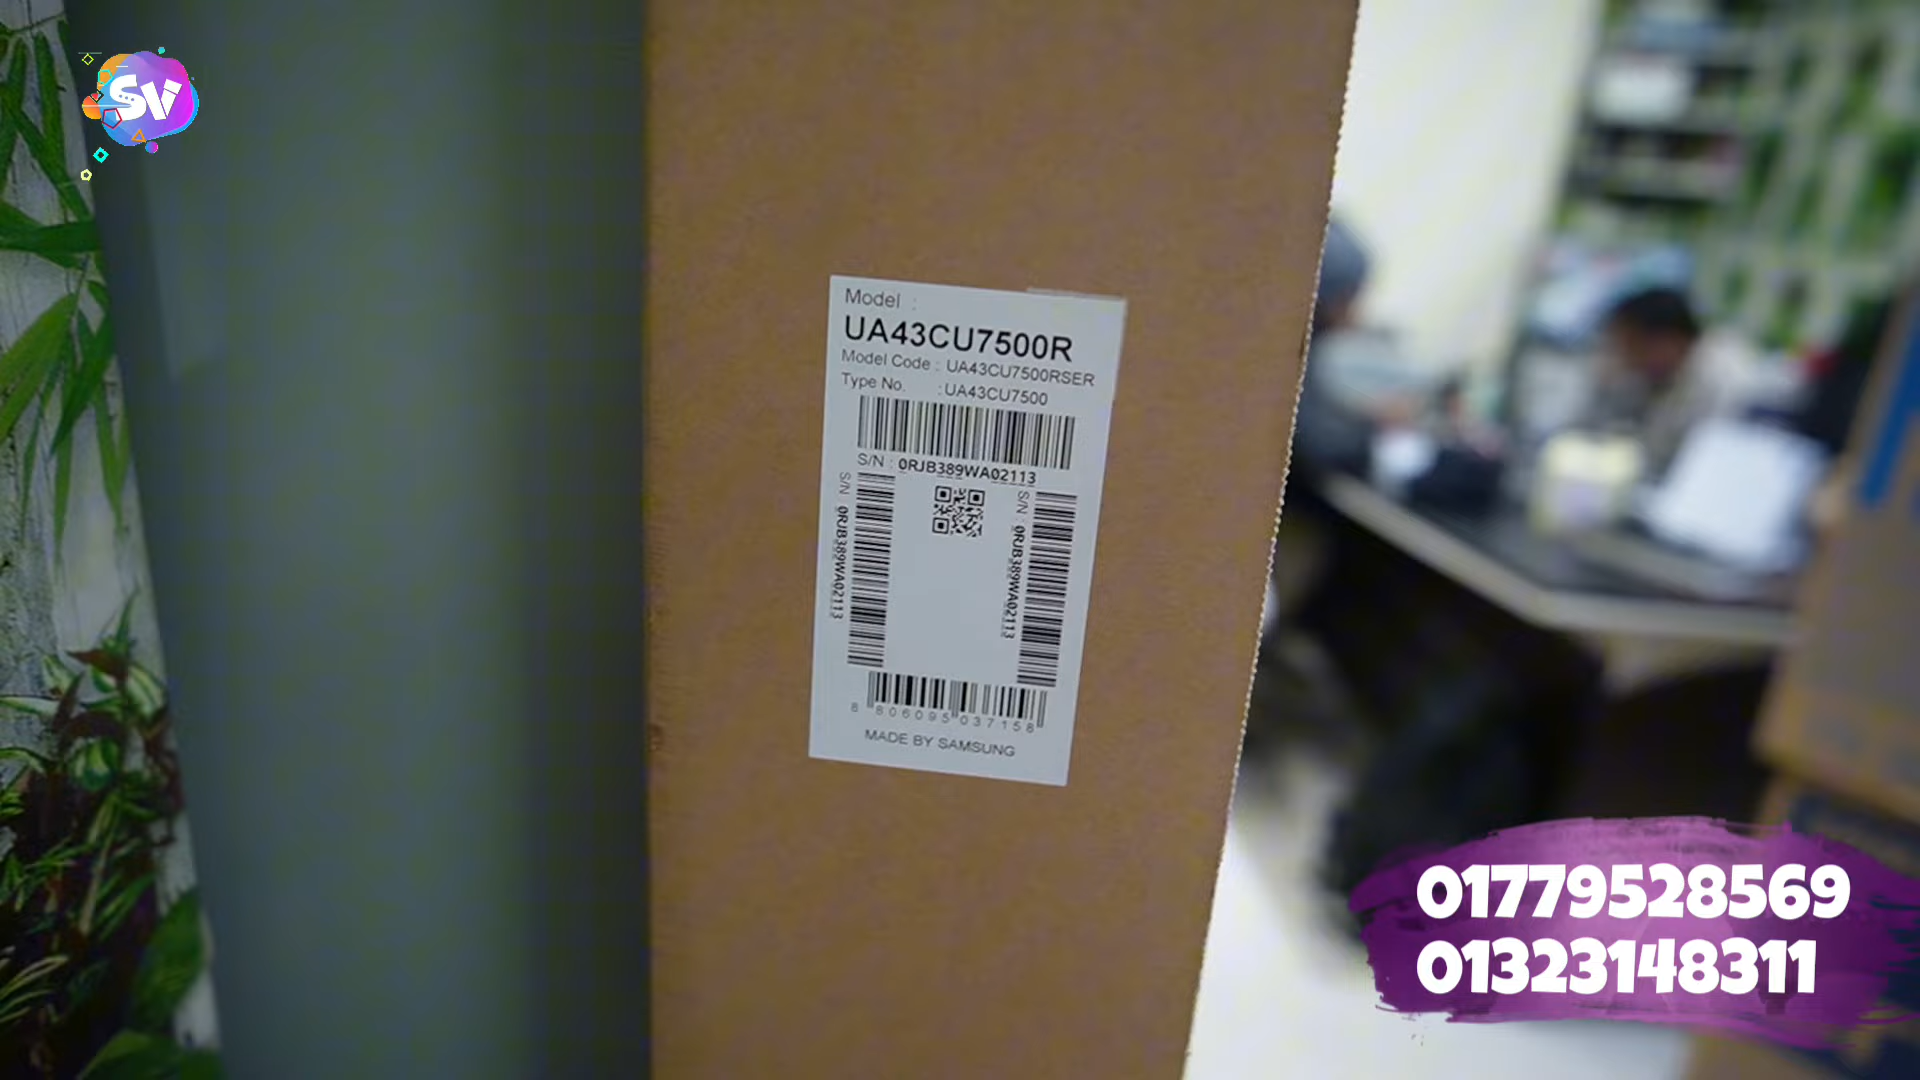 SV
Model :
UA43CU7500R
Model Code : UA43CU7500RSER
Type No. : UA43CU7500
S/N : 0RJB389WA02113
S/N 0RJB389WA02113
S/N 0RJB389WA02113
8 806095 037158
MADE BY SAMSUNG
01779528569
01323148311